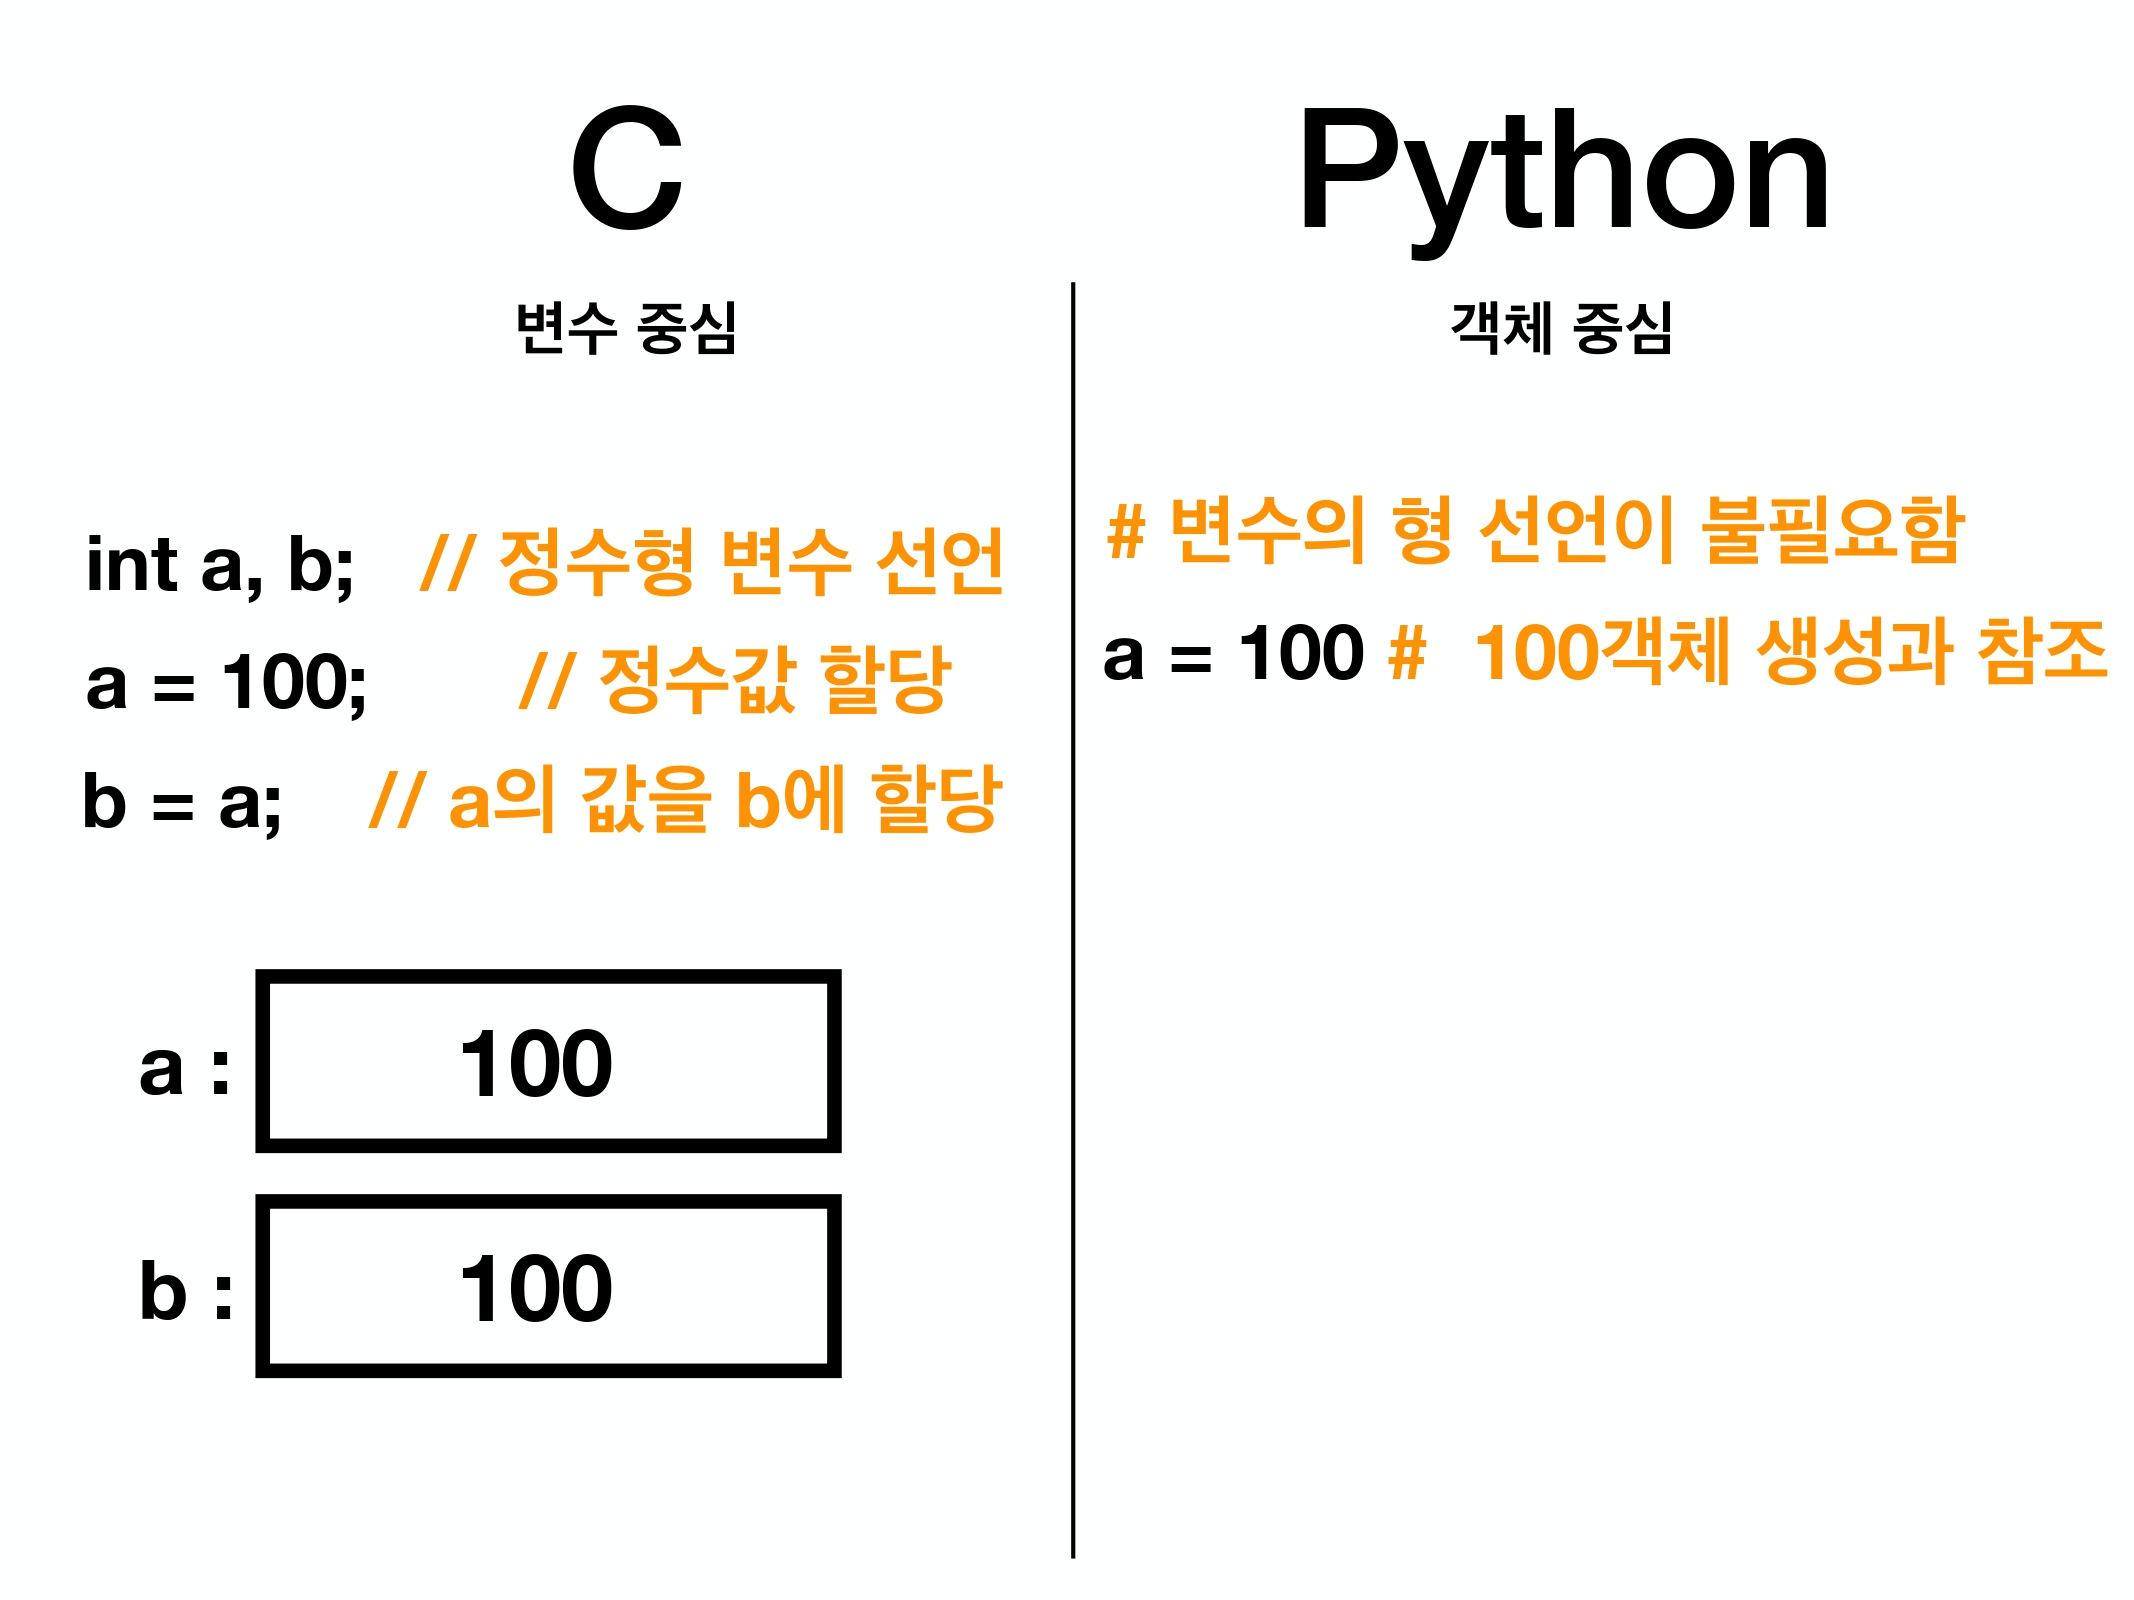 C
변수 중심
int a, b; // 정수형 변수 선언
a = 100; // 정수값 할당
b = a; // a의 값을 b에 할당
a : 100
b : 100
Python
객체 중심
# 변수의 형 선언이 불필요함
a = 100 # 100객체 생성과 참조